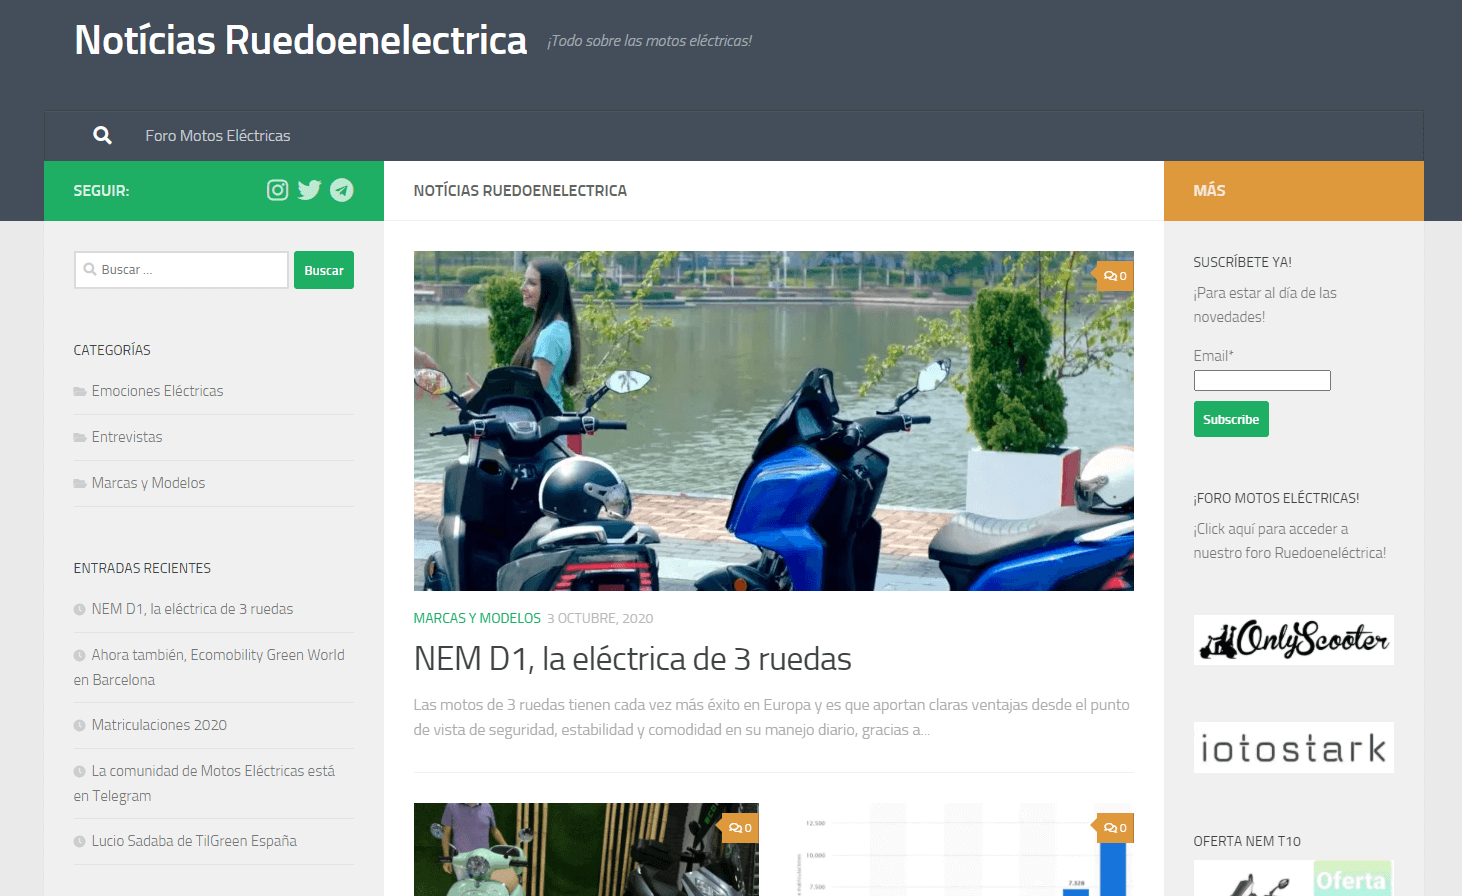 Notícias Ruedoenelectrica
¡Todo sobre las motos eléctricas!
Foro Motos Eléctricas
SEGUIR:
NOTÍCIAS RUEDOENELECTRICA
MÁS
Buscar ...
Buscar
CATEGORÍAS
Emociones Eléctricas
Entrevistas
Marcas y Modelos
ENTRADAS RECIENTES
NEM D1, la eléctrica de 3 ruedas
Ahora también, Ecomobility Green World
en Barcelona
Matriculaciones 2020
La comunidad de Motos Eléctricas está
en Telegram
Lucio Sadaba de TilGreen España
0
MARCAS Y MODELOS 3 OCTUBRE, 2020
NEM D1, la eléctrica de 3 ruedas
Las motos de 3 ruedas tienen cada vez más éxito en Europa y es que aportan claras ventajas desde el punto
de vista de seguridad, estabilidad y comodidad en su manejo diario, gracias a...
0
12.500
10.000
7.500
7.328
0
SUSCRÍBETE YA!
¡Para estar al día de las
novedades!
Email*
Subscribe
¡FORO MOTOS ELÉCTRICAS!
¡Click aquí para acceder a
nuestro foro Ruedoeneléctrica!
OnlyScooter
iotostark
OFERTA NEM T10
Oferta